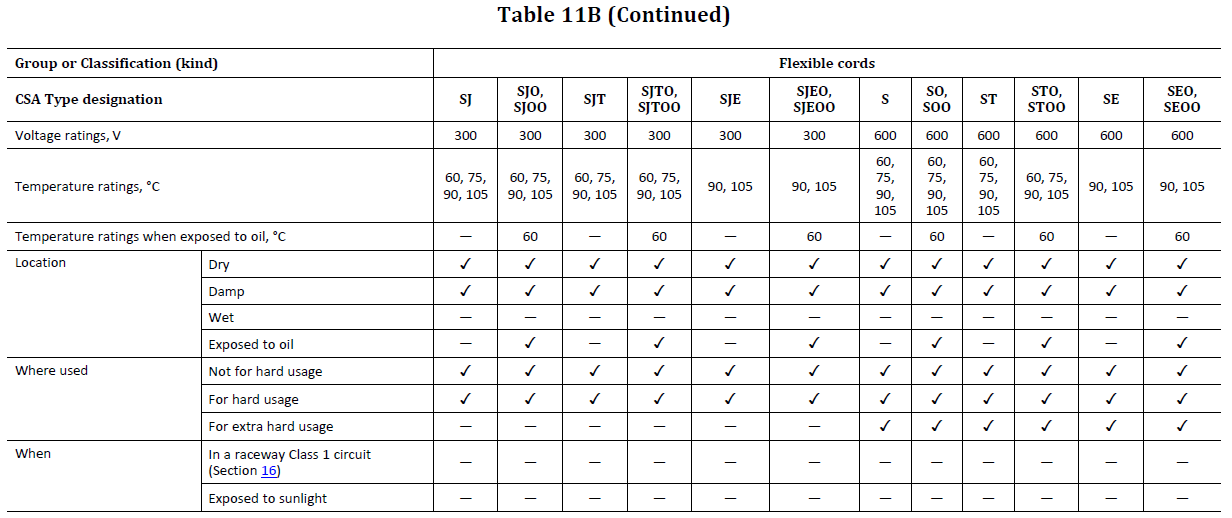 Table 11B (Continued)
Group or Classification (kind) Flexible cords
CSA Type designation SJ SJO, SJOO SJT SJTO, SJTOO SJE SJEO, SJEOO S SO, SOO ST STO, STOO SE SEO, SEOO
Voltage ratings, V 300 300 300 300 300 300 600 600 600 600 600 600
Temperature ratings, °C 60, 75, 90, 105 60, 75, 90, 105 60, 75, 90, 105 60, 75, 90, 105 90, 105 90, 105 60, 75, 90, 105 60, 75, 90, 105 60, 75, 90, 105 60, 75, 90, 105 90, 105 90, 105
Temperature ratings when exposed to oil, °C — 60 — 60 — 60 — 60 — 60 — 60
Location Dry ✓ ✓ ✓ ✓ ✓ ✓ ✓ ✓ ✓ ✓ ✓ ✓
Damp ✓ ✓ ✓ ✓ ✓ ✓ ✓ ✓ ✓ ✓ ✓ ✓
Wet — — — — — — — — — — — —
Exposed to oil — ✓ — ✓ — ✓ — ✓ — ✓ — ✓
Where used Not for hard usage ✓ ✓ ✓ ✓ ✓ ✓ ✓ ✓ ✓ ✓ ✓ ✓
For hard usage ✓ ✓ ✓ ✓ ✓ ✓ ✓ ✓ ✓ ✓ ✓ ✓
For extra hard usage — — — — — — ✓ ✓ ✓ ✓ ✓ ✓
When In a raceway Class 1 circuit (Section 16) — — — — — — — — — — — —
Exposed to sunlight — — — — — — — — — — — —